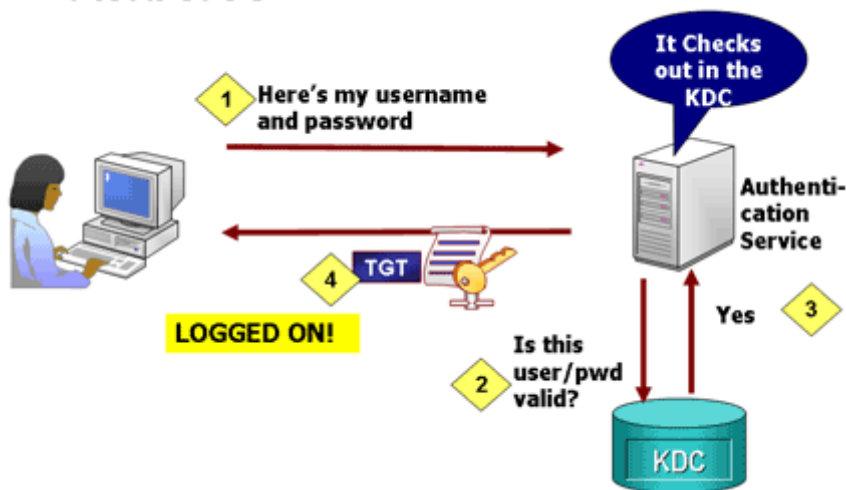 It Checks
out in the
KDC
1
Here's my username
and password
Authenti-
cation
Service
4
TGT
LOGGED ON!
Yes
3
Is this
2
user/pwd
valid?
KDC